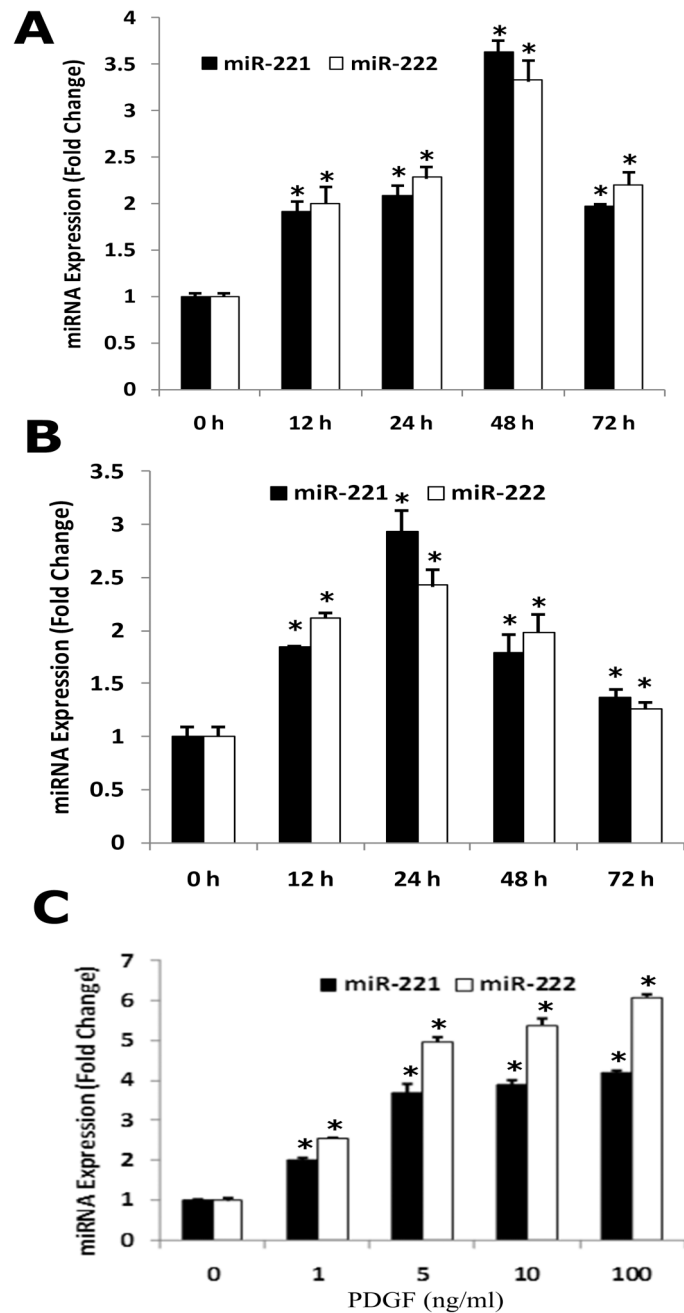 A
miRNA Expression (Fold Change)
4
3.5
3
2.5
2
1.5
1
0.5
0
miR-221 miR-222
* * * * * * * *
0 h 12 h 24 h 48 h 72 h
B
miRNA Expression (Fold Change)
3.5
3
2.5
2
1.5
1
0.5
0
miR-221 miR-222
* * * * * * * *
0 h 12 h 24 h 48 h 72 h
C
miRNA Expression (Fold Change)
7
6
5
4
3
2
1
0
miR-221 miR-222
* * * * * * * *
0 1 5 10 100
PDGF (ng/ml)